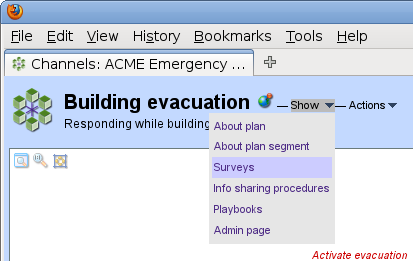 File Edit View History Bookmarks Tools Help
Channels: ACME Emergency ...
Building evacuation — Show — Actions
Responding while building
About plan
About plan segment
Surveys
Info sharing procedures
Playbooks
Admin page
Activate evacuation